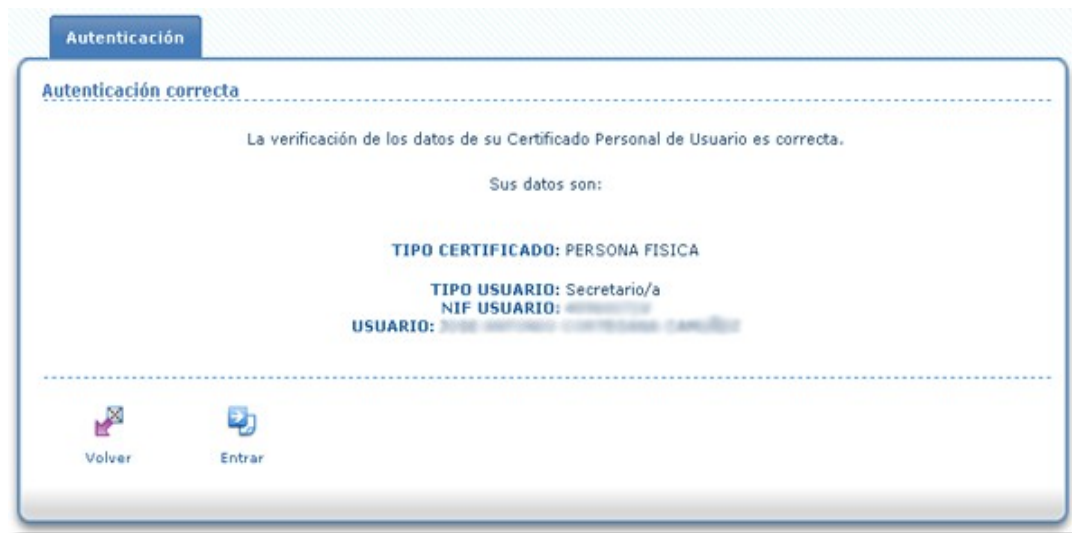 Autenticación
Autenticación correcta
La verificación de los datos de su Certificado Personal de Usuario es correcta.
Sus datos son:
TIPO CERTIFICADO: PERSONA FISICA
TIPO USUARIO: Secretario/a
NIF USUARIO:
USUARIO:
Volver
Entrar